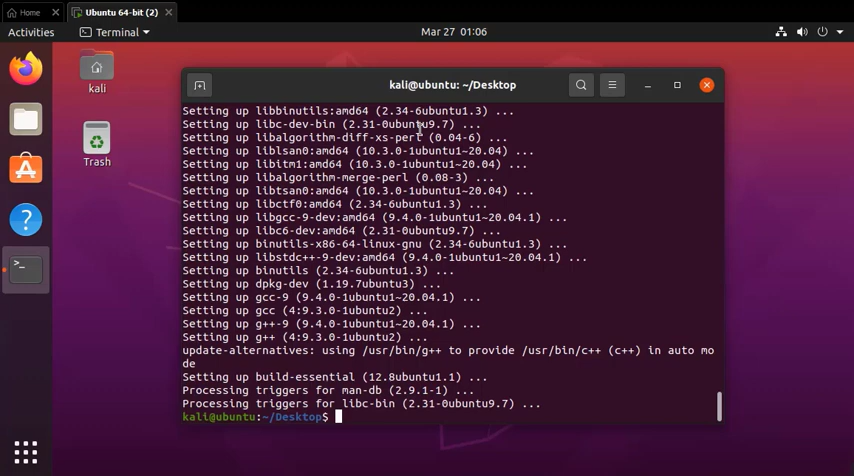 Home
Ubuntu 64-bit (2)
Activities
Terminal
Mar 27 01:06
kali
Trash
kali@ubuntu: ~/Desktop
Setting up libbinutils:amd64 (2.34-6ubuntu1.3) ...
Setting up libc-dev-bin (2.31-0ubuntu9.7) ...
Setting up libalgorithm-diff-xs-perl (0.04-6) ...
Setting up liblsan0:amd64 (10.3.0-1ubuntu1~20.04) ...
Setting up libitm1:amd64 (10.3.0-1ubuntu1~20.04) ...
Setting up libalgorithm-merge-perl (0.08-3) ...
Setting up libtsan0:amd64 (10.3.0-1ubuntu1~20.04) ...
Setting up libctf0:amd64 (2.34-6ubuntu1.3) ...
Setting up libgcc-9-dev:amd64 (9.4.0-1ubuntu1~20.04.1) ...
Setting up libc6-dev:amd64 (2.31-0ubuntu9.7) ...
Setting up binutils-x86-64-linux-gnu (2.34-6ubuntu1.3) ...
Setting up libstdc++-9-dev:amd64 (9.4.0-1ubuntu1~20.04.1) ...
Setting up binutils (2.34-6ubuntu1.3) ...
Setting up dpkg-dev (1.19.7ubuntu3) ...
Setting up gcc-9 (9.4.0-1ubuntu1~20.04.1) ...
Setting up gcc (4:9.3.0-1ubuntu2) ...
Setting up g++-9 (9.4.0-1ubuntu1~20.04.1) ...
Setting up g++ (4:9.3.0-1ubuntu2) ...
update-alternatives: using /usr/bin/g++ to provide /usr/bin/c++ (c++) in auto mo
de
Setting up build-essential (12.8ubuntu1.1) ...
Processing triggers for man-db (2.9.1-1) ...
Processing triggers for libc-bin (2.31-0ubuntu9.7) ...
kali@ubuntu:~/Desktop$